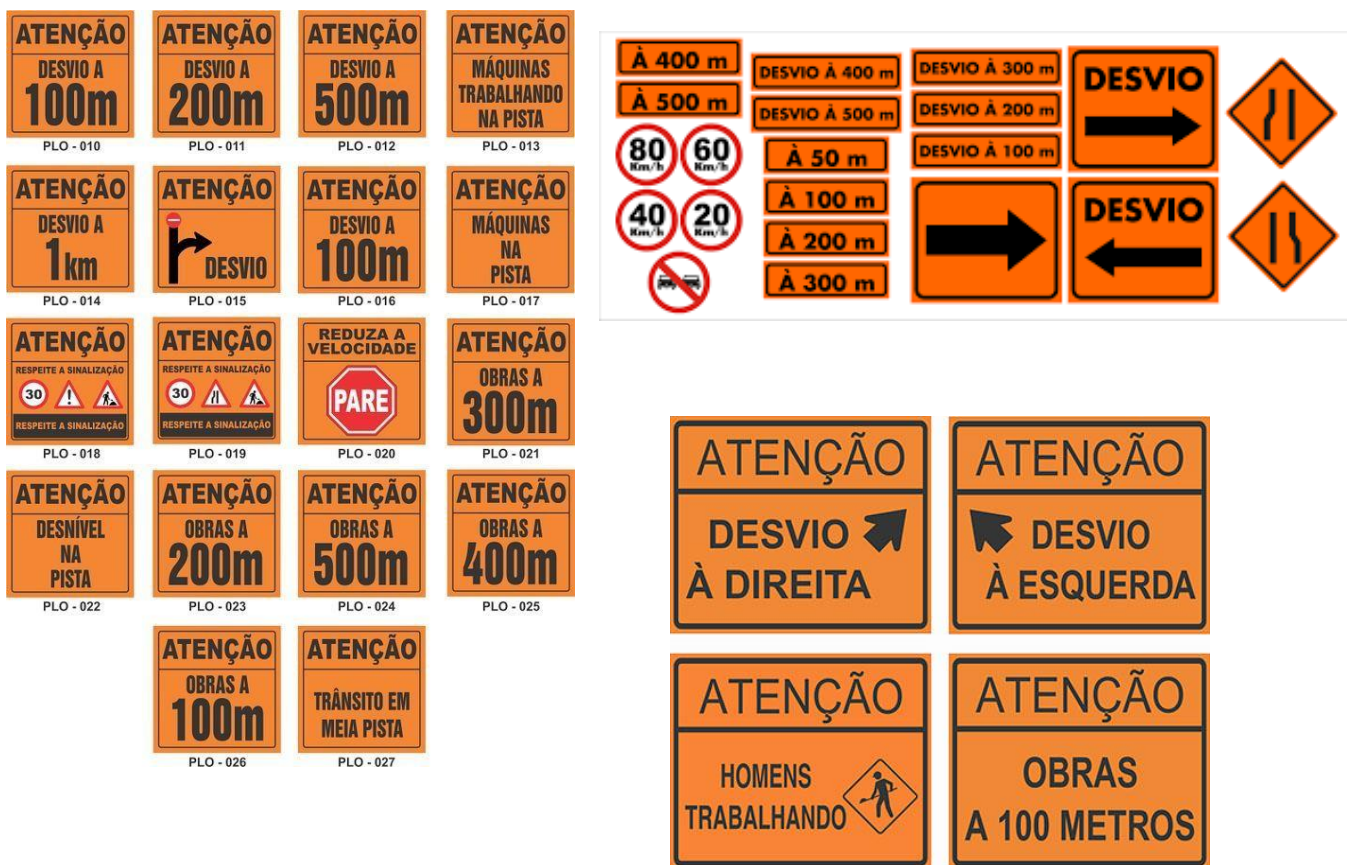 ATENÇÃO
DESVIO A
100m
PLO - 010
ATENÇÃO
DESVIO A
200m
PLO - 011
ATENÇÃO
DESVIO A
500m
PLO - 012
ATENÇÃO
MÁQUINAS
TRABALHANDO
NA PISTA
PLO - 013
ATENÇÃO
DESVIO A
1km
PLO - 014
ATENÇÃO
DESVIO
PLO - 015
ATENÇÃO
DESVIO A
100m
PLO - 016
ATENÇÃO
MÁQUINAS
NA
PISTA
PLO - 017
ATENÇÃO
RESPEITE A SINALIZAÇÃO
30
!
RESPEITE A SINALIZAÇÃO
PLO - 018
ATENÇÃO
RESPEITE A SINALIZAÇÃO
30
RESPEITE A SINALIZAÇÃO
PLO - 019
REDUZA A
VELOCIDADE
PARE
PLO - 020
ATENÇÃO
OBRAS A
300m
PLO - 021
ATENÇÃO
DESNÍVEL
NA
PISTA
PLO - 022
ATENÇÃO
OBRAS A
200m
PLO - 023
ATENÇÃO
OBRAS A
500m
PLO - 024
ATENÇÃO
OBRAS A
400m
PLO - 025
ATENÇÃO
OBRAS A
100m
PLO - 026
ATENÇÃO
TRÂNSITO EM
MEIA PISTA
PLO - 027
À 400 m
À 500 m
80
Km/h
60
Km/h
40
Km/h
20
Km/h
DESVIO À 400 m
DESVIO À 500 m
À 50 m
À 100 m
À 200 m
À 300 m
DESVIO À 300 m
DESVIO À 200 m
DESVIO À 100 m
DESVIO
DESVIO
ATENÇÃO
DESVIO
À DIREITA
ATENÇÃO
DESVIO
À ESQUERDA
ATENÇÃO
HOMENS
TRABALHANDO
ATENÇÃO
OBRAS
A 100 METROS